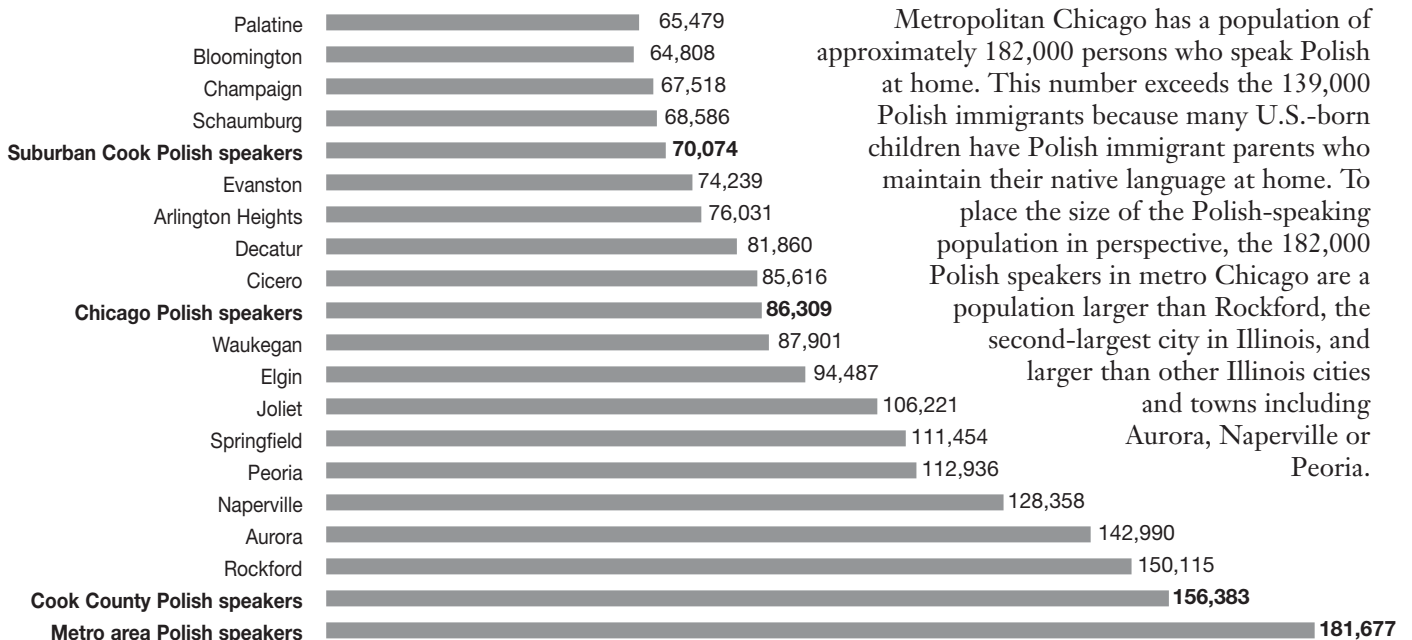 Palatine 65,479
Bloomington 64,808
Champaign 67,518
Schaumburg 68,586
Suburban Cook Polish speakers 70,074
Evanston 74,239
Arlington Heights 76,031
Decatur 81,860
Cicero 85,616
Chicago Polish speakers 86,309
Waukegan 87,901
Elgin 94,487
Joliet 106,221
Springfield 111,454
Peoria 112,936
Naperville 128,358
Aurora 142,990
Rockford 150,115
Cook County Polish speakers 156,383
Metro area Polish speakers 181,677
Metropolitan Chicago has a population of
approximately 182,000 persons who speak Polish
at home. This number exceeds the 139,000
Polish immigrants because many U.S.-born
children have Polish immigrant parents who
maintain their native language at home. To
place the size of the Polish-speaking
population in perspective, the 182,000
Polish speakers in metro Chicago are a
population larger than Rockford, the
second-largest city in Illinois, and
larger than other Illinois cities
and towns including
Aurora, Naperville or
Peoria.